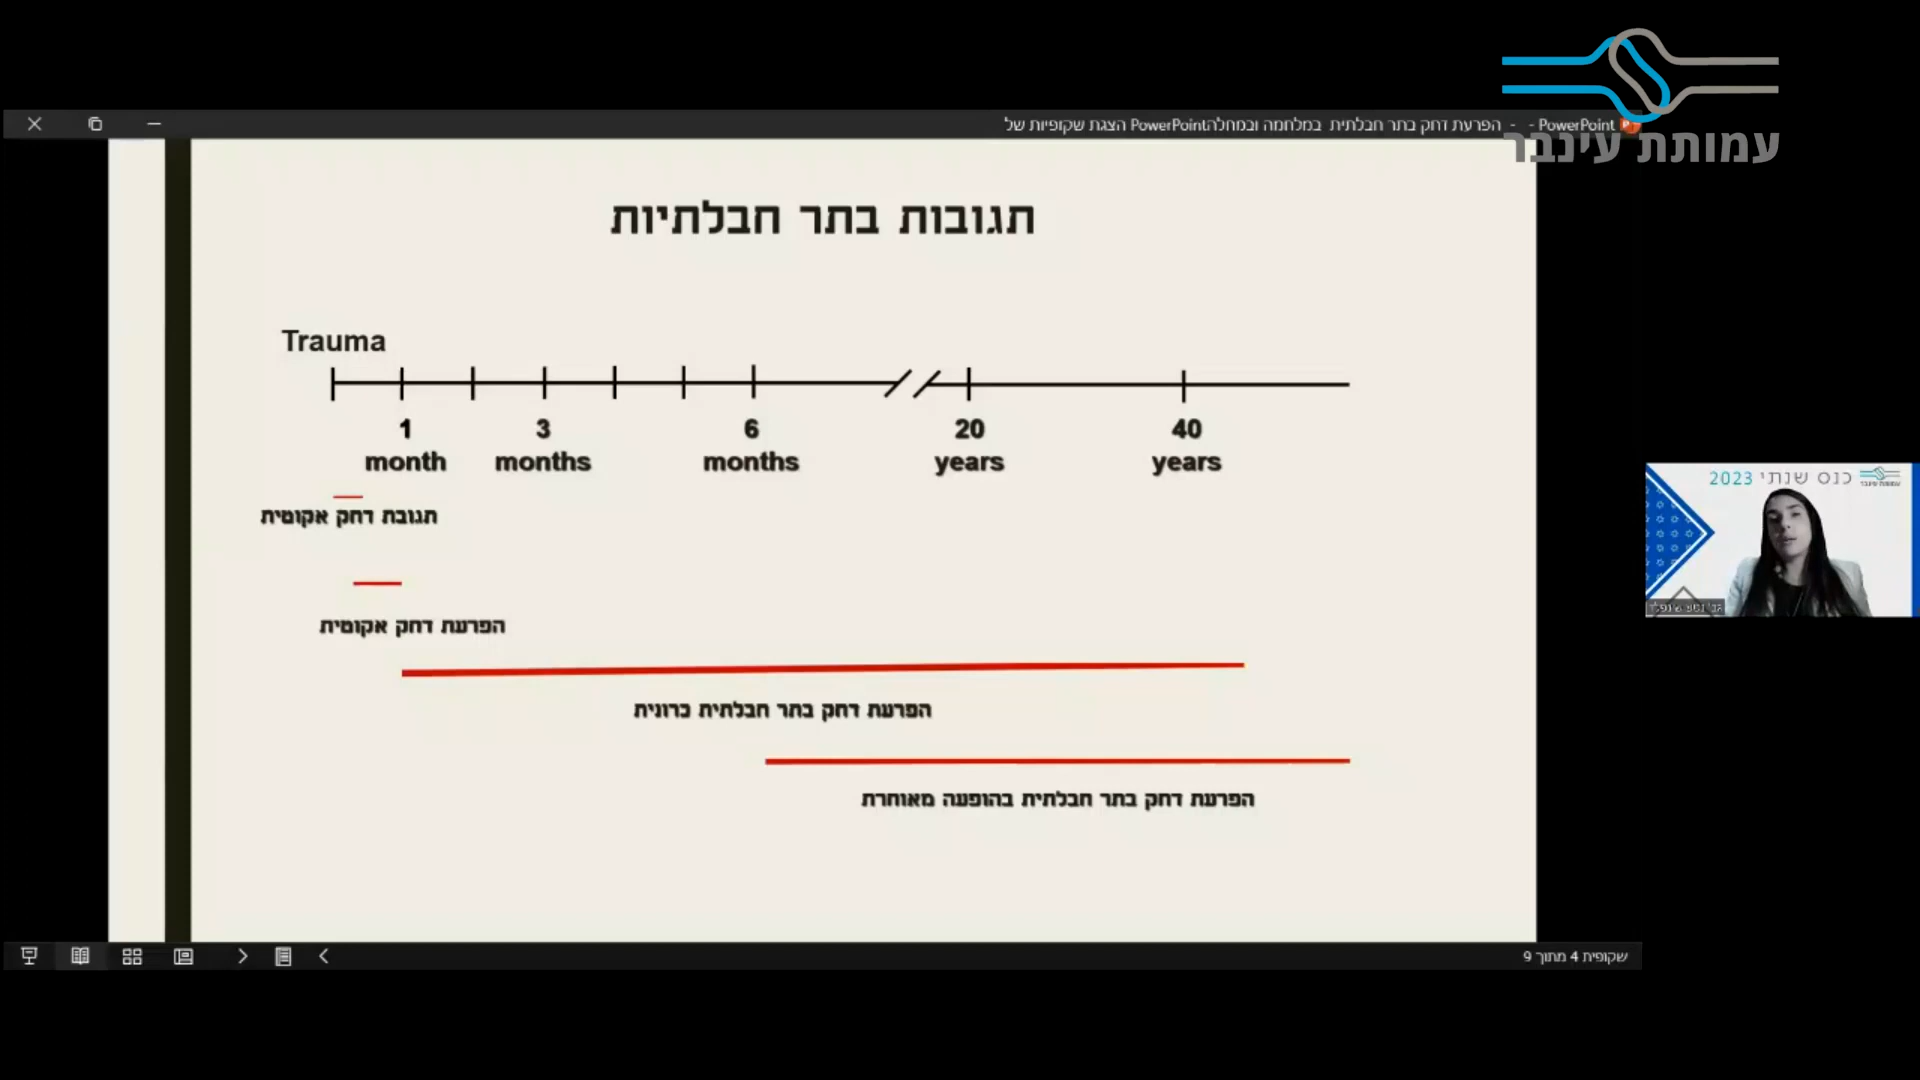 עמותת עינבר
הצגת שקופיות של PowerPoint הפרעת דחק בתר חבלתית במלחמה ובמחלה - - PowerPoint
תגובות בתר חבלתיות
Trauma
1 month
3 months
6 months
20 years
40 years
תגובת דחק אקוטית
הפרעת דחק אקוטית
הפרעת דחק בתר חבלתית כרונית
הפרעת דחק בתר חבלתית בהופעה מאוחרת
כנס שנתי 2023
עמותת עינבר
שקופית 4 מתוך 9